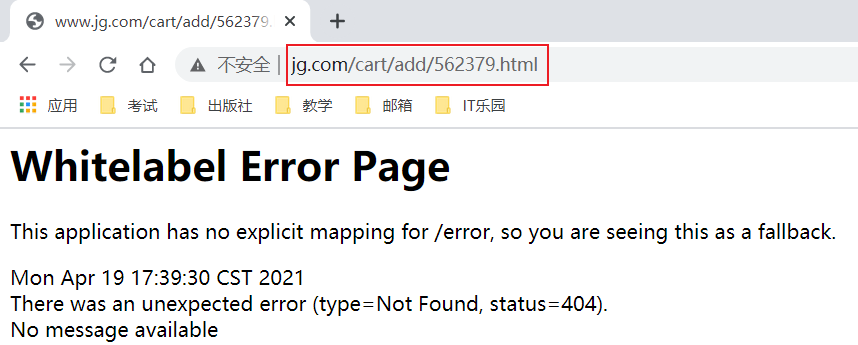 www.jg.com/cart/add/562379.
不安全 | jg.com/cart/add/562379.html
应用 考试 出版社 教学 邮箱 IT乐园
Whitelabel Error Page
This application has no explicit mapping for /error, so you are seeing this as a fallback.
Mon Apr 19 17:39:30 CST 2021
There was an unexpected error (type=Not Found, status=404).
No message available